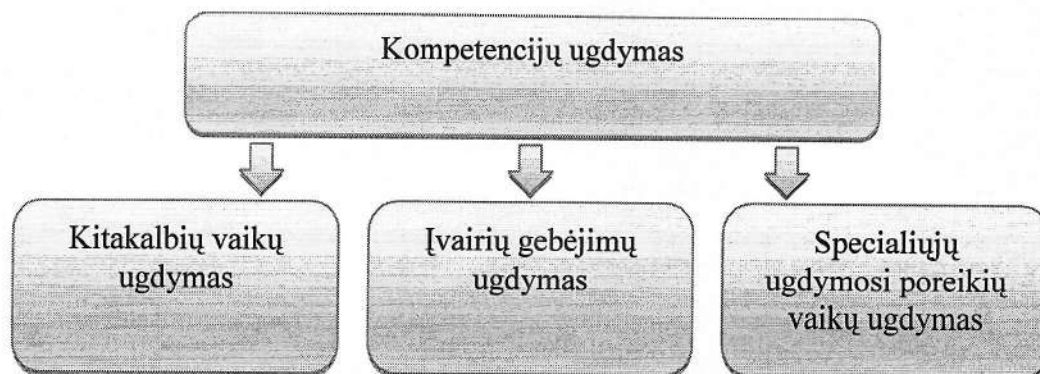 Kompetencijų ugdymas
Kitakalbių vaikų
ugdymas
Įvairių gebėjimų
ugdymas
Specialiųjų
ugdymosi poreikių
vaikų ugdymas